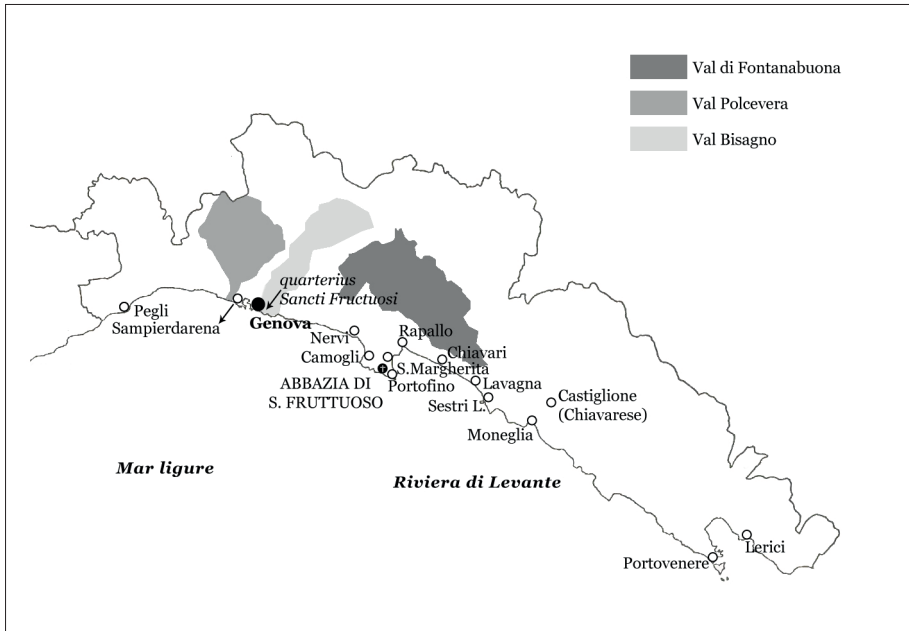 Val di Fontanabuona
Val Polcevera
Val Bisagno
quarterius
Sancti Fructuosi
Pegli
Sampierdarena
Genova
Nervi
Rapallo
Camogli
Chiavari
S.Margherita
ABBAZIA DI
S. FRUTTUOSO
Portofino
Lavagna
Sestri L.
Castiglione
(Chiavarese)
Moneglia
Mar ligure
Riviera di Levante
Lerici
Portovenere